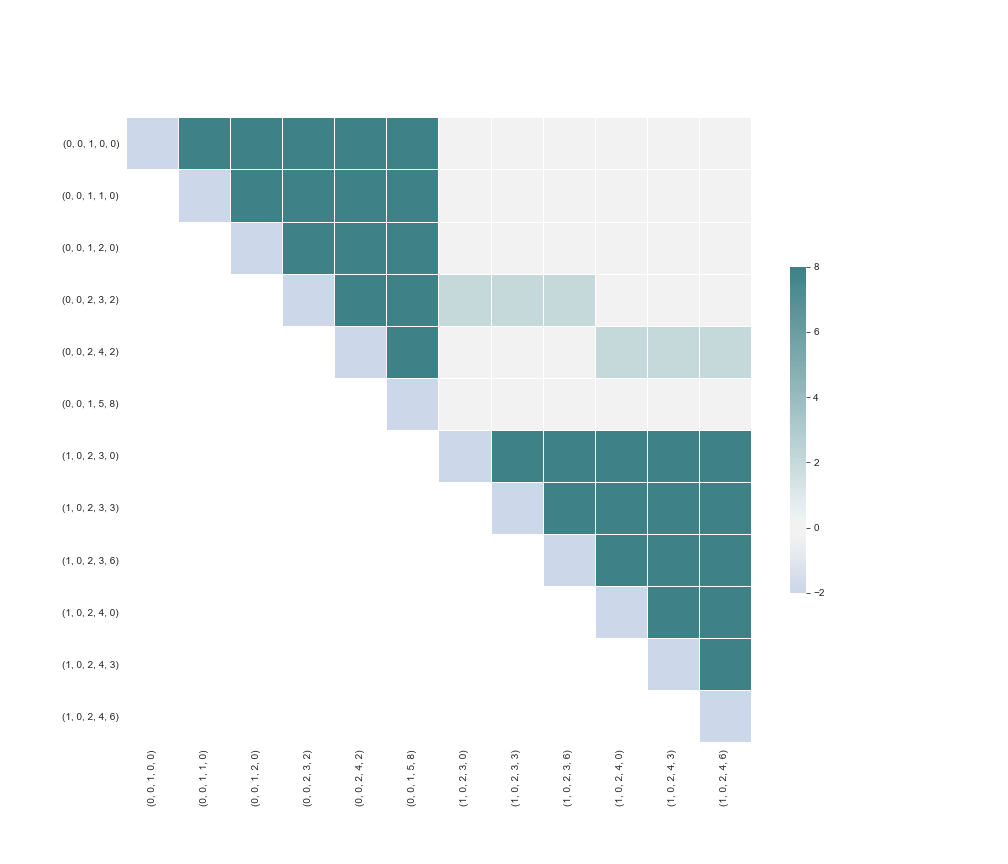 (0, 0, 1, 0, 0)
(0, 0, 1, 1, 0)
(0, 0, 1, 2, 0)
(0, 0, 2, 3, 2)
(0, 0, 2, 4, 2)
(0, 0, 1, 5, 8)
(1, 0, 2, 3, 0)
(1, 0, 2, 3, 3)
(1, 0, 2, 3, 6)
(1, 0, 2, 4, 0)
(1, 0, 2, 4, 3)
(1, 0, 2, 4, 6)
(0, 0, 1, 0, 0)
(0, 0, 1, 1, 0)
(0, 0, 1, 2, 0)
(0, 0, 2, 3, 2)
(0, 0, 2, 4, 2)
(0, 0, 1, 5, 8)
(1, 0, 2, 3, 0)
(1, 0, 2, 3, 3)
(1, 0, 2, 3, 6)
(1, 0, 2, 4, 0)
(1, 0, 2, 4, 3)
(1, 0, 2, 4, 6)
8
6
4
2
0
−2